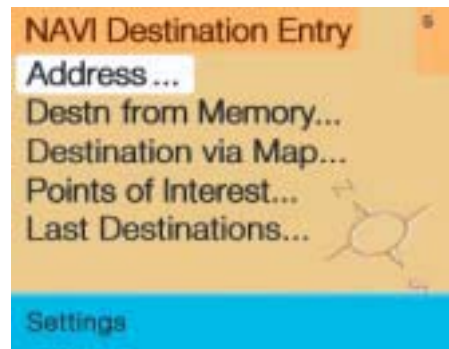 NAVI Destination Entry
Address...
Destn from Memory...
Destination via Map...
Points of Interest...
Last Destinations...
Settings